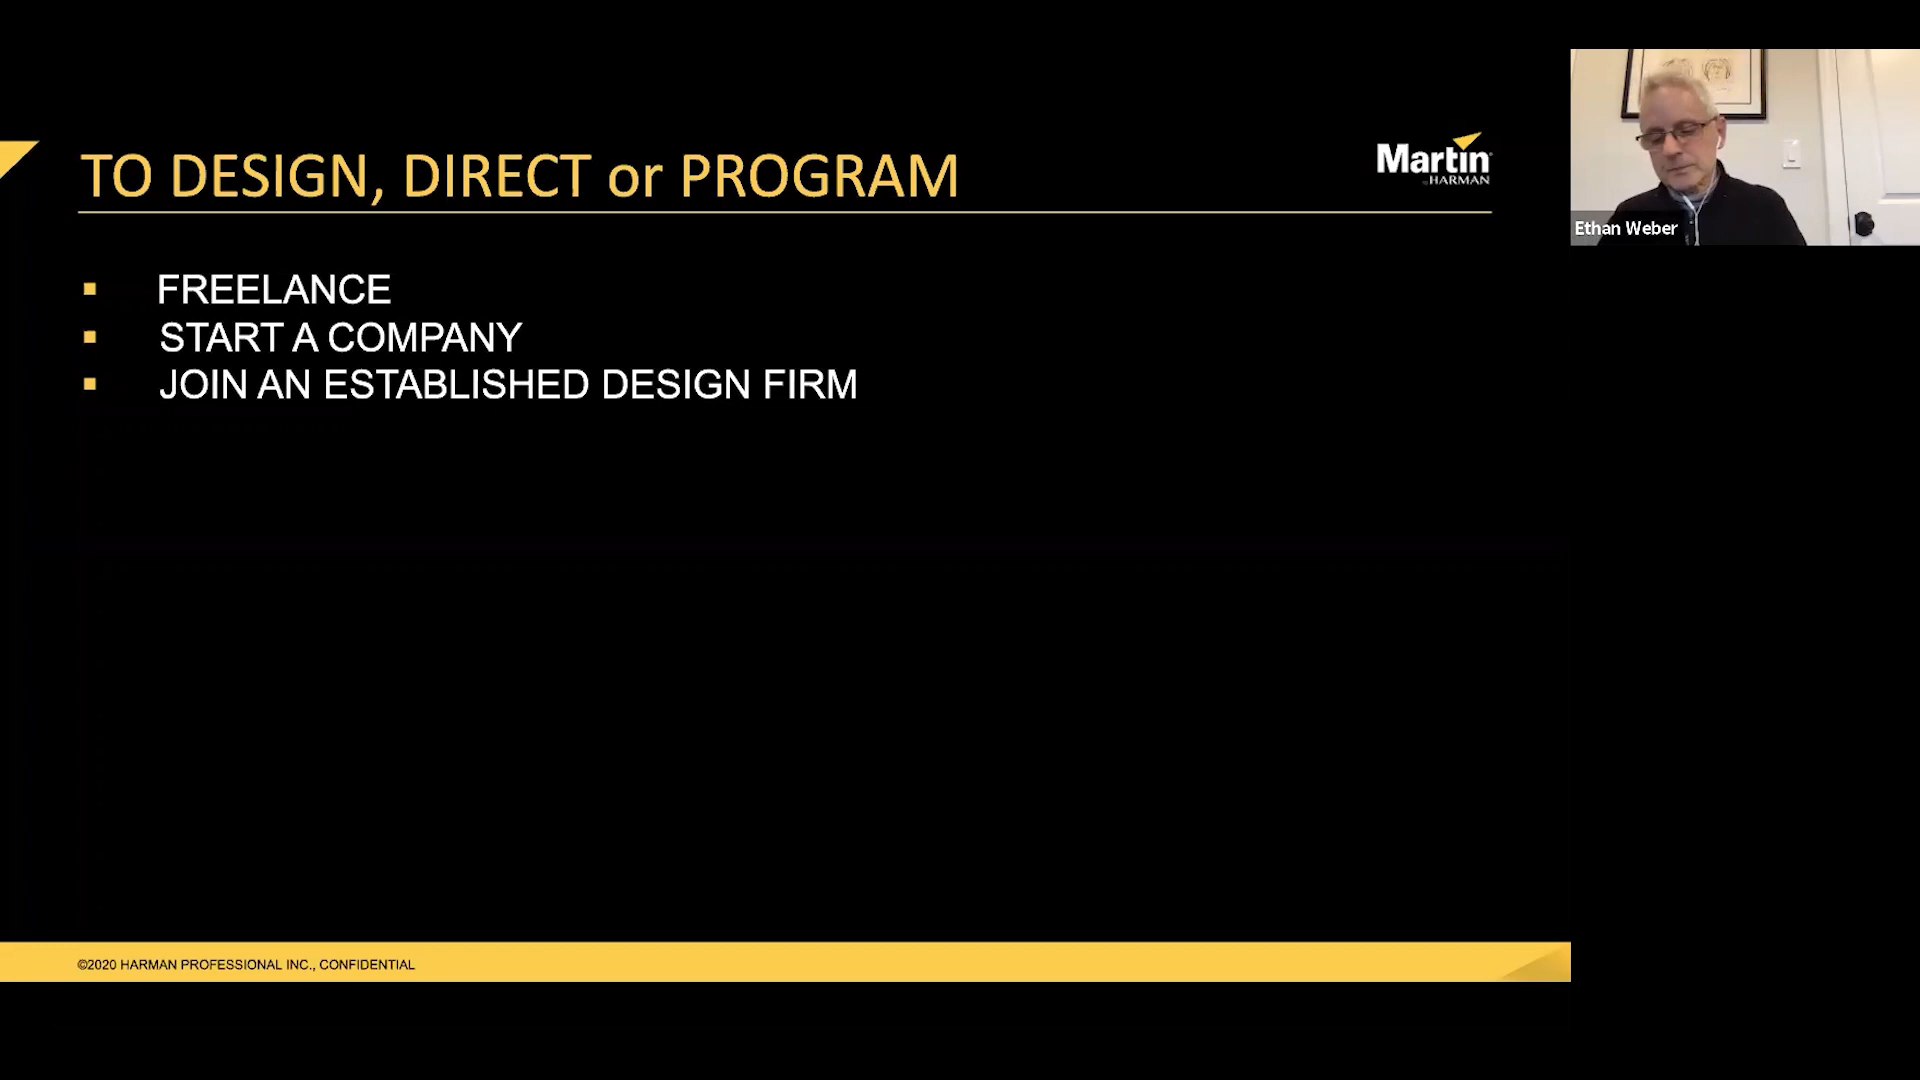 TO DESIGN, DIRECT or PROGRAM
Martin
by HARMAN
Ethan Weber
▪ FREELANCE
▪ START A COMPANY
▪ JOIN AN ESTABLISHED DESIGN FIRM
©2020 HARMAN PROFESSIONAL INC., CONFIDENTIAL